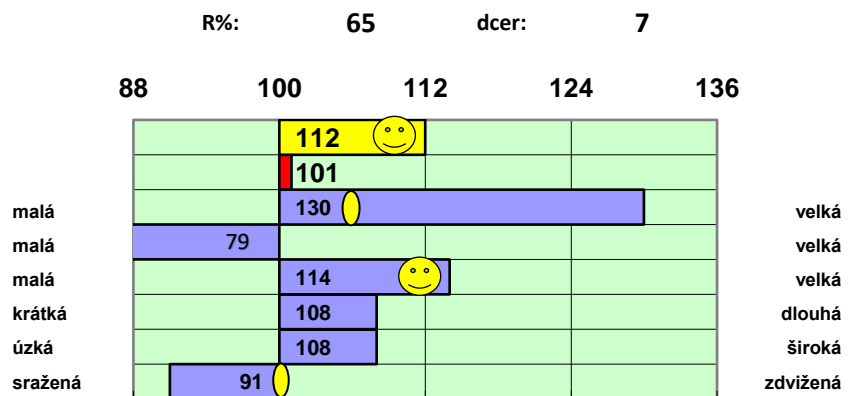 R%: 65 dcer: 7
88 100 112 124 136
112
101
malá 130 velká
malá 79 velká
malá 114 velká
krátká 108 dlouhá
úzká 108 široká
sražená 91 zdvižená